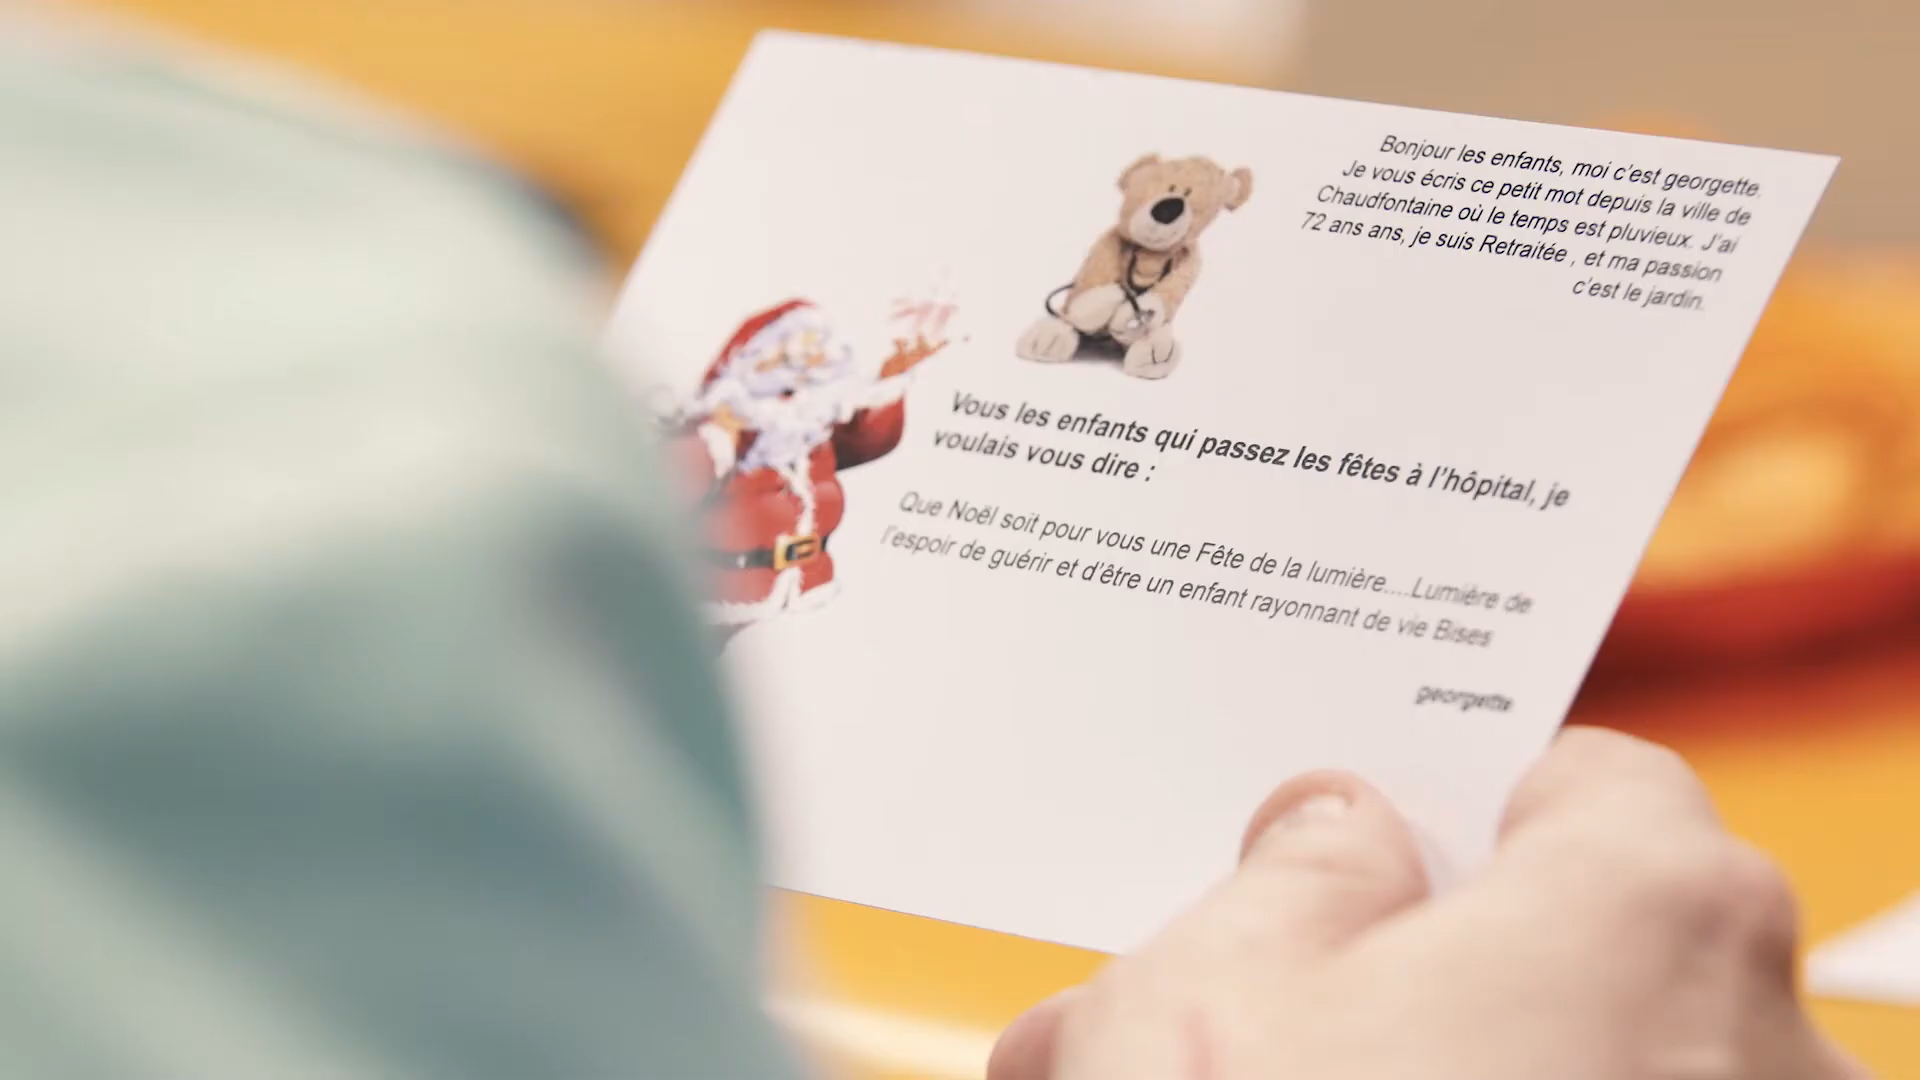 Bonjour les enfants, moi c'est georgette.
Je vous écris ce petit mot depuis la ville de
Chaudfontaine où le temps est pluvieux. J'ai
72 ans ans, je suis Retraitée , et ma passion
c'est le jardin.
Vous les enfants qui passez les fêtes à l'hôpital, je
voulais vous dire :
Que Noël soit pour vous une Fête de la lumière....Lumière de
l'espoir de guérir et d'être un enfant rayonnant de vie Bises
georgette